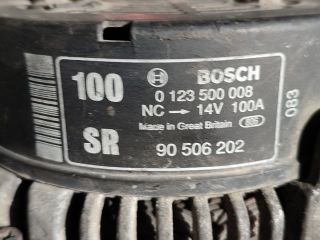 100
BOSCH
0 123 500 008
NC → 14V 100A
Made in Great Britain
SR
90 506 202
083